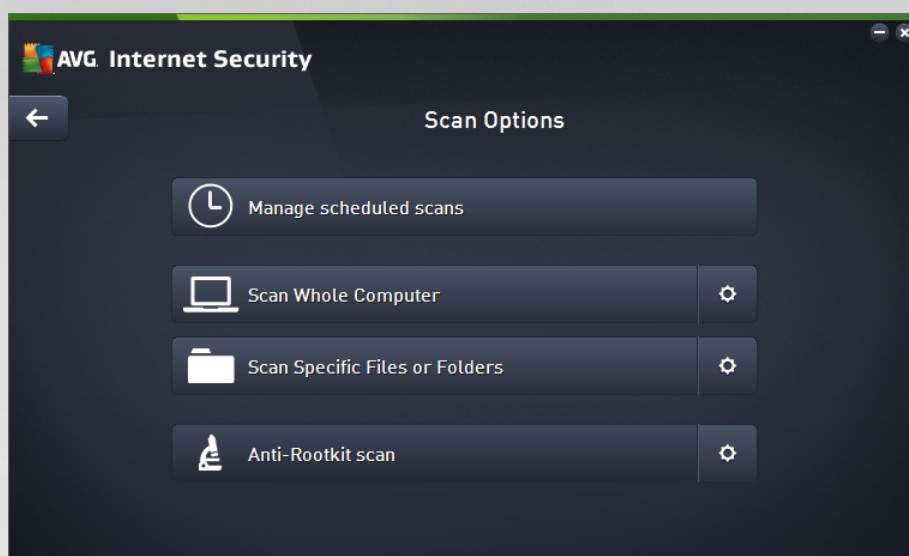 AVG. Internet Security
Scan Options
Manage scheduled scans
Scan Whole Computer
Scan Specific Files or Folders
Anti-Rootkit scan